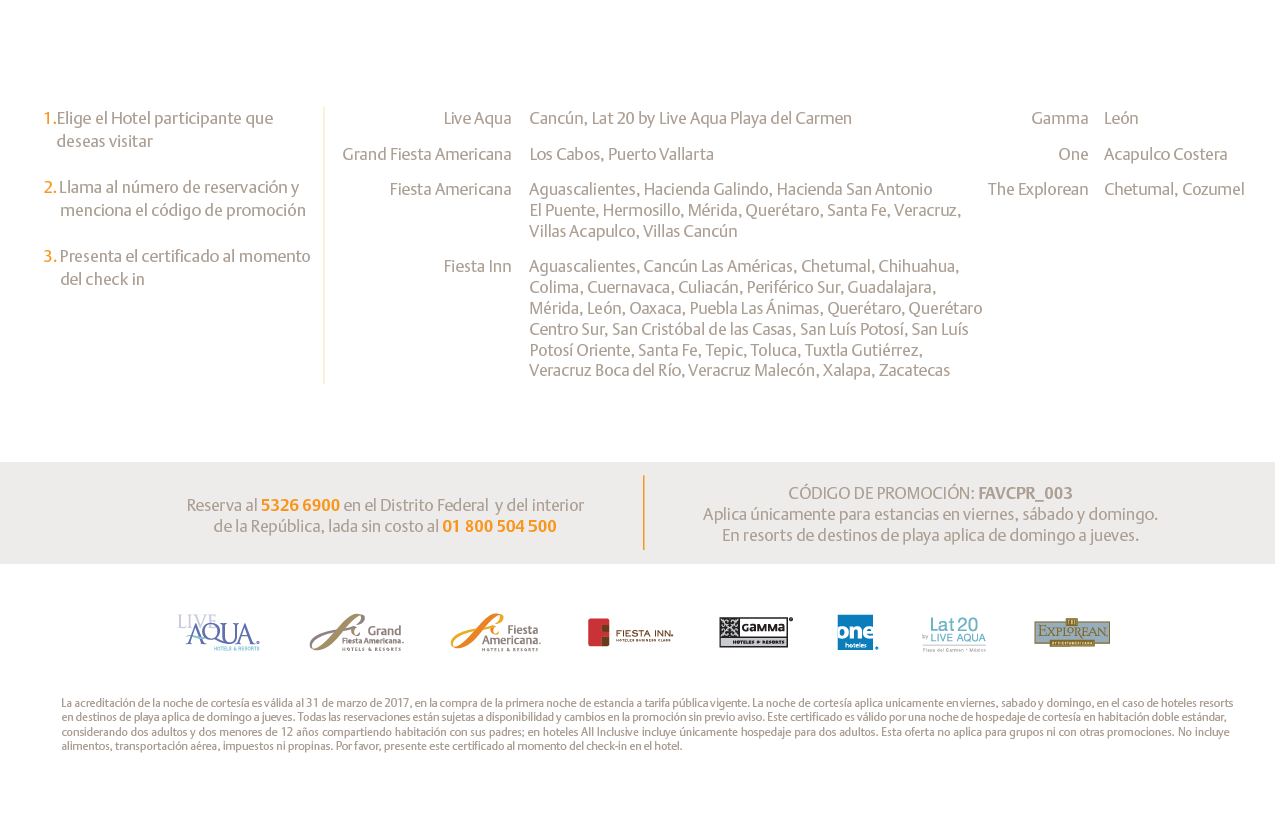 1. Elige el Hotel participante que
deseas visitar
2. Llama al número de reservación y
menciona el código de promoción
3. Presenta el certificado al momento
del check in
Live Aqua Cancún, Lat 20 by Live Aqua Playa del Carmen
Grand Fiesta Americana Los Cabos, Puerto Vallarta
Fiesta Americana Aguascalientes, Hacienda Galindo, Hacienda San Antonio
El Puente, Hermosillo, Mérida, Querétaro, Santa Fe, Veracruz,
Villas Acapulco, Villas Cancún
Fiesta Inn Aguascalientes, Cancún Las Américas, Chetumal, Chihuahua,
Colima, Cuernavaca, Culiacán, Periférico Sur, Guadalajara,
Mérida, León, Oaxaca, Puebla Las Ánimas, Querétaro, Querétaro
Centro Sur, San Cristóbal de las Casas, San Luís Potosí, San Luís
Potosí Oriente, Santa Fe, Tepic, Toluca, Tuxtla Gutiérrez,
Veracruz Boca del Río, Veracruz Malecón, Xalapa, Zacatecas
Gamma León
One Acapulco Costera
The Explorean Chetumal, Cozumel
Reserva al 5326 6900 en el Distrito Federal y del interior
de la República, lada sin costo al 01 800 504 500
CÓDIGO DE PROMOCIÓN: FAVCPR_003
Aplica únicamente para estancias en viernes, sábado y domingo.
En resorts de destinos de playa aplica de domingo a jueves.
LIVE
AQUA.
HOTELS & RESORTS
Grand
Fiesta Americana.
HOTELS & RESORTS
Fiesta
Americana.
HOTELS & RESORTS
FIESTA INN.
HOTELES BUSINESS CLASS
GAMMA
HOTELES & RESORTS
one
hoteles
Lat 20
by LIVE AQUA
Playa del Carmen · México
THE
EXPLOREAN
BY FIESTAMERICANA
La acreditación de la noche de cortesía es válida al 31 de marzo de 2017, en la compra de la primera noche de estancia a tarifa pública vigente. La noche de cortesía aplica unicamente en viernes, sabado y domingo, en el caso de hoteles resorts
en destinos de playa aplica de domingo a jueves. Todas las reservaciones están sujetas a disponibilidad y cambios en la promoción sin previo aviso. Este certificado es válido por una noche de hospedaje de cortesía en habitación doble estándar,
considerando dos adultos y dos menores de 12 años compartiendo habitación con sus padres; en hoteles All Inclusive incluye únicamente hospedaje para dos adultos. Esta oferta no aplica para grupos ni con otras promociones. No incluye
alimentos, transportación aérea, impuestos ni propinas. Por favor, presente este certificado al momento del check-in en el hotel.